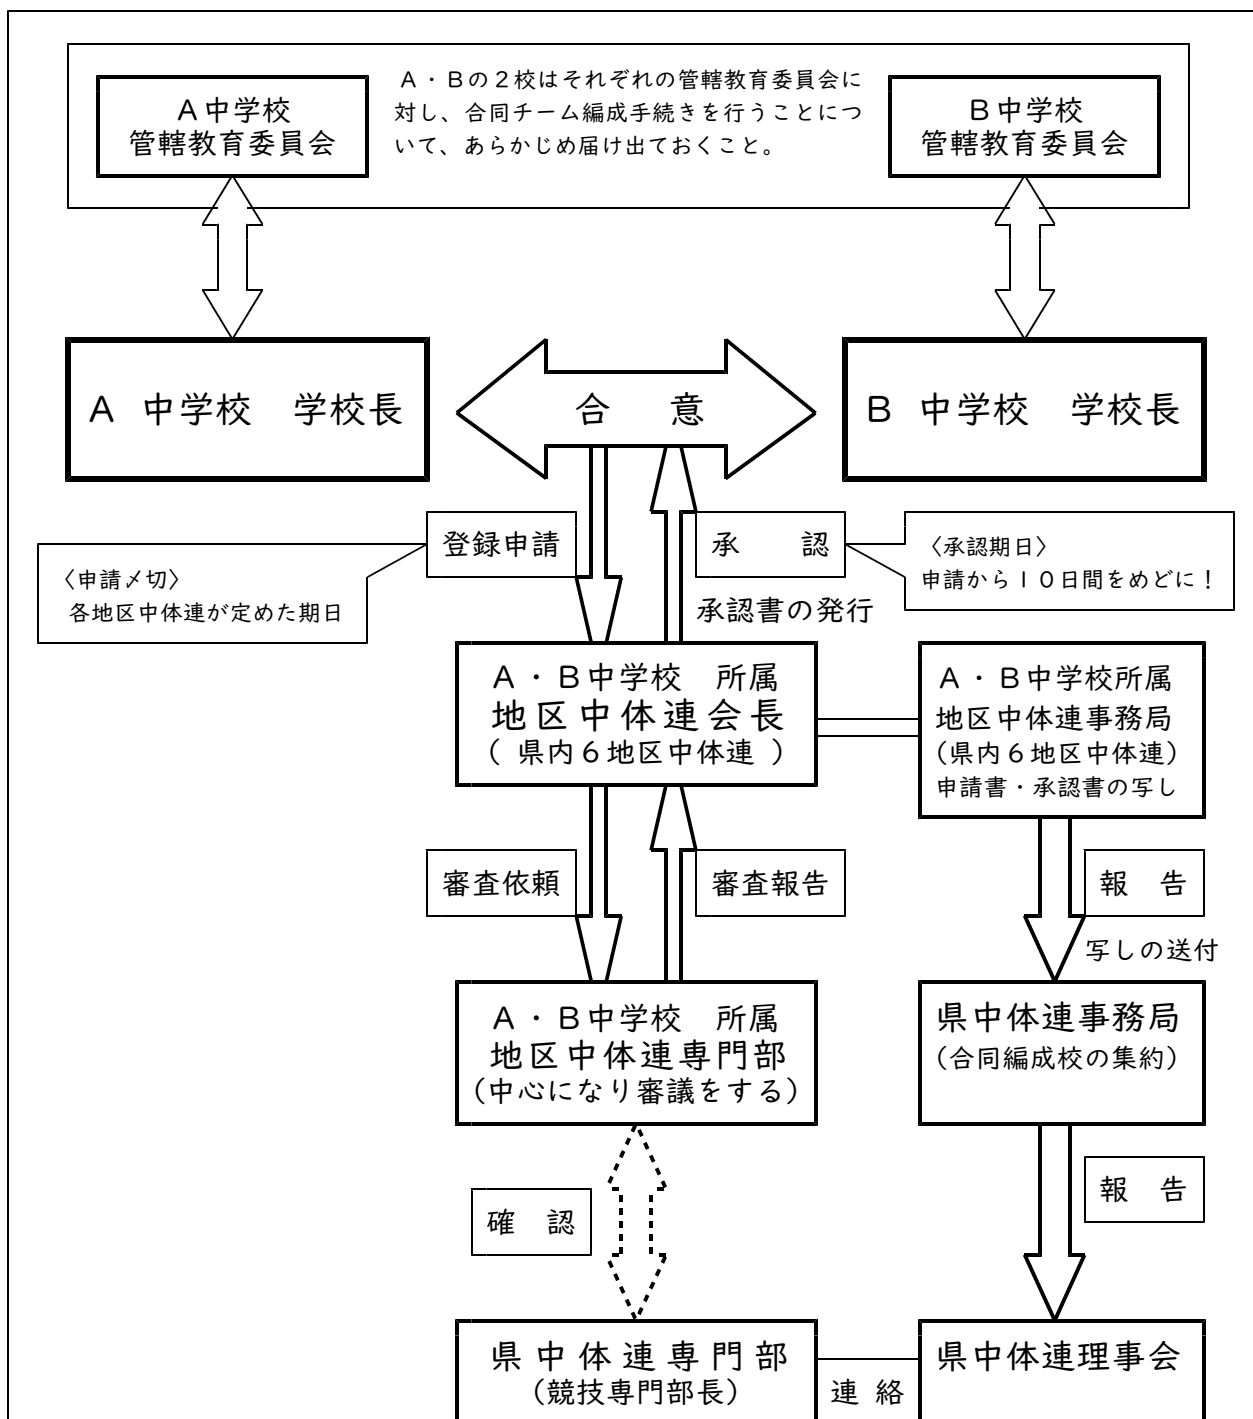 A中学校
管轄教育委員会
A・Bの2校はそれぞれの管轄教育委員会に
対し、合同チーム編成手続きを行うことにつ
いて、あらかじめ届け出ておくこと。
B中学校
管轄教育委員会
A 中学校 学校長
合 意
B 中学校 学校長
登録申請
承 認
〈申請〆切〉
各地区中体連が定めた期日
〈承認期日〉
申請から10日間をめどに!
承認書の発行
A・B中学校 所属
地区中体連会長
( 県内6地区中体連 )
A・B中学校所属
地区中体連事務局
(県内6地区中体連)
申請書・承認書の写し
審査依頼
審査報告
報 告
写しの送付
A・B中学校 所属
地区中体連専門部
(中心になり審議をする)
県中体連事務局
(合同編成校の集約)
確 認
報 告
県中体連専門部
(競技専門部長)
連 絡
県中体連理事会